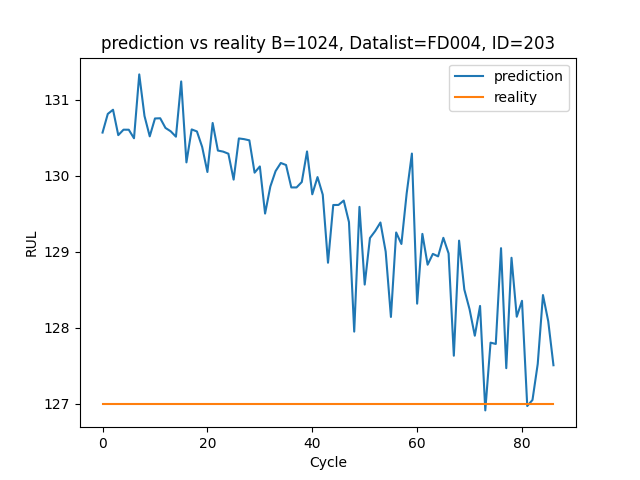 prediction vs reality B=1024, Datalist=FD004, ID=203
prediction
reality
131
130
129
128
127
RUL
0 20 40 60 80
Cycle